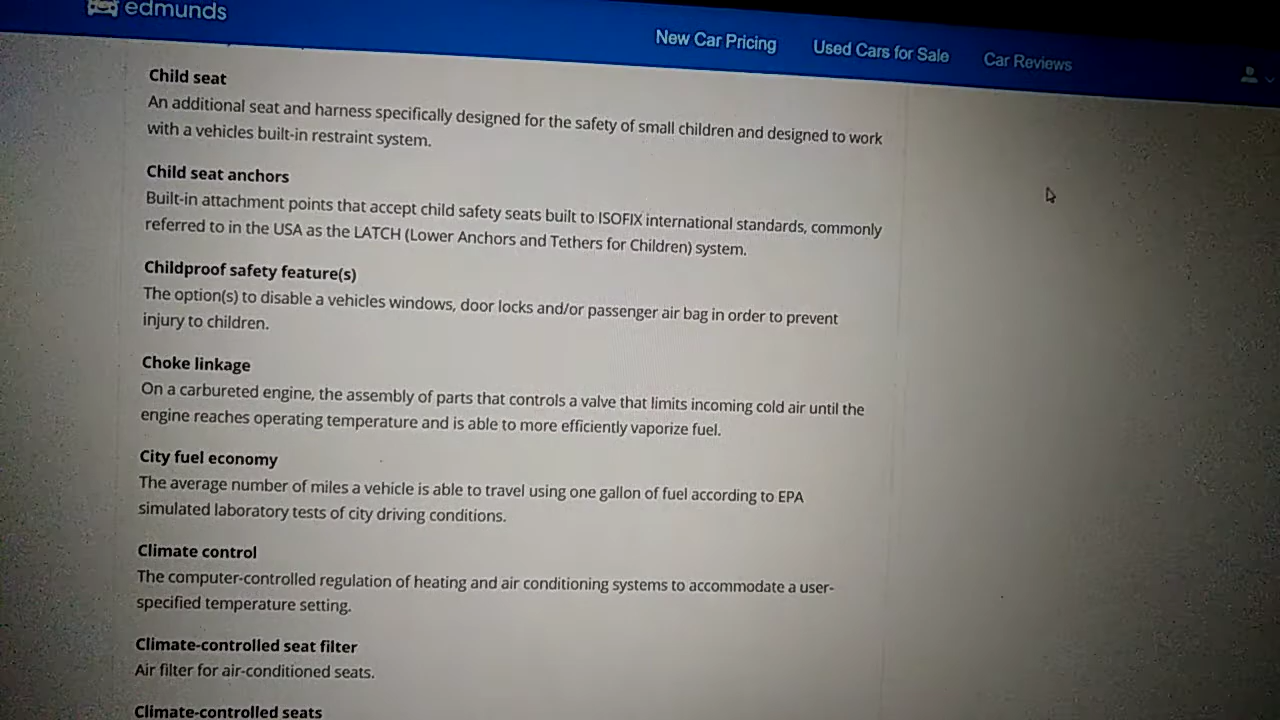 edmunds
New Car Pricing
Used Cars for Sale
Car Reviews
Child seat
An additional seat and harness specifically designed for the safety of small children and designed to work
with a vehicles built-in restraint system.
Child seat anchors
Built-in attachment points that accept child safety seats built to ISOFIX international standards, commonly
referred to in the USA as the LATCH (Lower Anchors and Tethers for Children) system.
Childproof safety feature(s)
The option(s) to disable a vehicles windows, door locks and/or passenger air bag in order to prevent
injury to children.
Choke linkage
On a carbureted engine, the assembly of parts that controls a valve that limits incoming cold air until the
engine reaches operating temperature and is able to more efficiently vaporize fuel.
City fuel economy
The average number of miles a vehicle is able to travel using one gallon of fuel according to EPA
simulated laboratory tests of city driving conditions.
Climate control
The computer-controlled regulation of heating and air conditioning systems to accommodate a user-
specified temperature setting.
Climate-controlled seat filter
Air filter for air-conditioned seats.
Climate-controlled seats